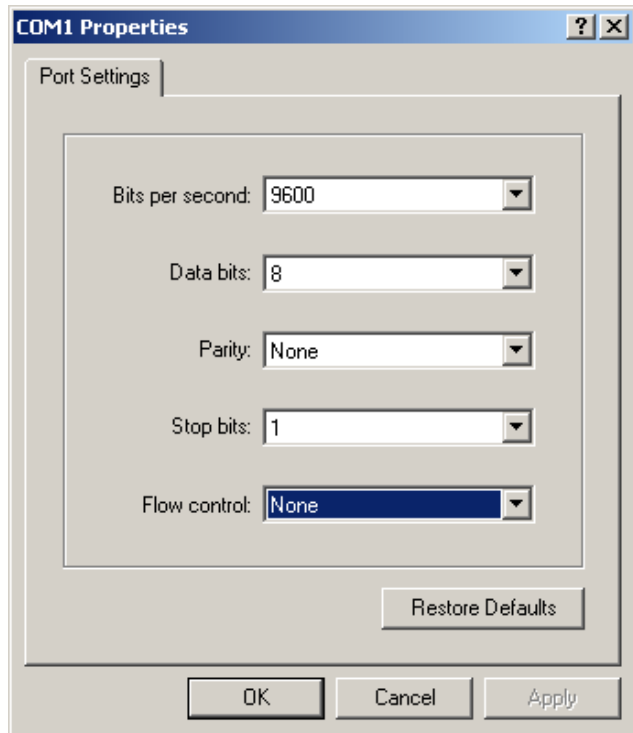 COM1 Properties
Port Settings
Bits per second: 9600
Data bits: 8
Parity: None
Stop bits: 1
Flow control: None
Restore Defaults
OK Cancel Apply